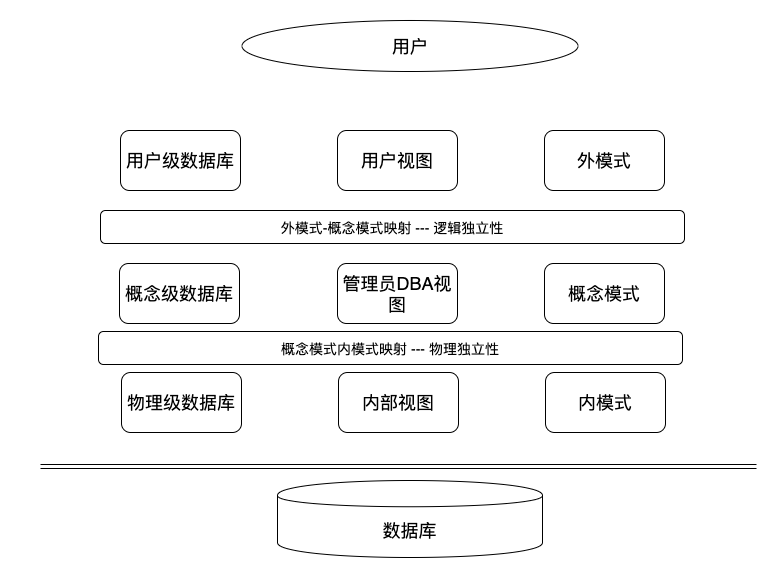 用户
用户级数据库
用户视图
外模式
外模式-概念模式映射 --- 逻辑独立性
概念级数据库
管理员DBA视
图
概念模式
概念模式内模式映射 --- 物理独立性
物理级数据库
内部视图
内模式
数据库